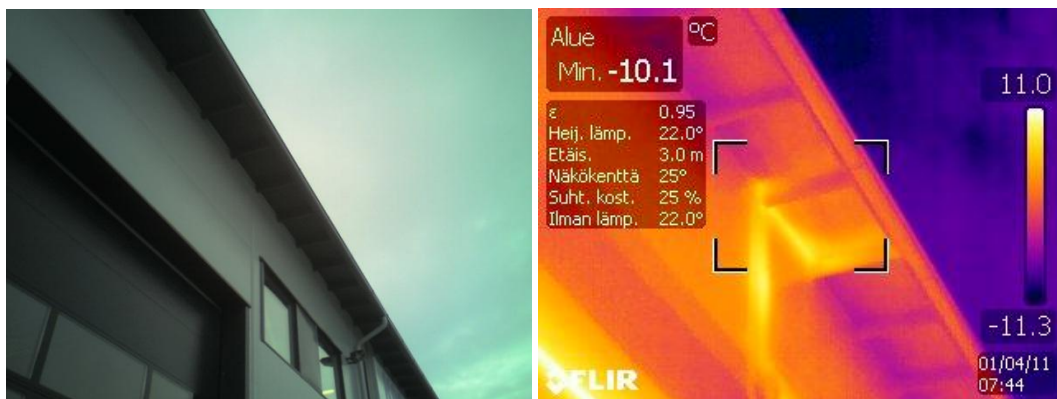 Alue
°C
Min. -10.1
ε 0.95
Heij. lämp. 22.0°
Etäis. 3.0 m
Näkökenttä 25°
Suht. kost. 25 %
Ilman lämp. 22.0°
11.0
-11.3
01/04/11
07:44
FLIR